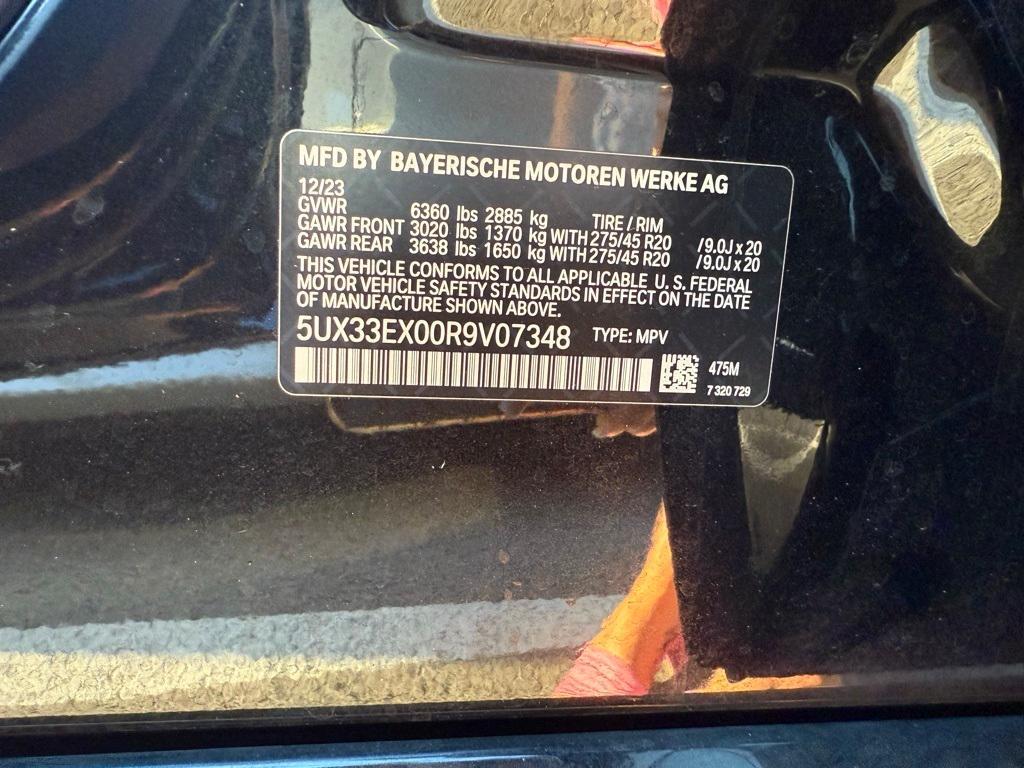 MFD BY BAYERISCHE MOTOREN WERKE AG
12/23
GVWR 6360 lbs 2885 kg TIRE / RIM
GAWR FRONT 3020 lbs 1370 kg WITH 275/45 R20 / 9.0J x 20
GAWR REAR 3638 lbs 1650 kg WITH 275/45 R20 / 9.0J x 20
THIS VEHICLE CONFORMS TO ALL APPLICABLE U. S. FEDERAL
MOTOR VEHICLE SAFETY STANDARDS IN EFFECT ON THE DATE
OF MANUFACTURE SHOWN ABOVE.
5UX33EX00R9V07348 TYPE: MPV
475M
7 320 729